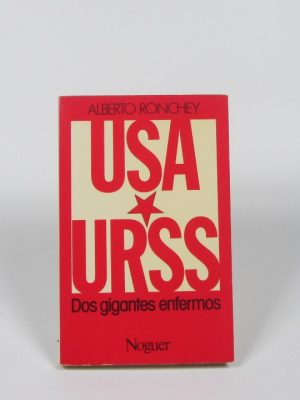 ALBERTO RONCHEY
USA
URSS
Dos gigantes enfermos
Noguer